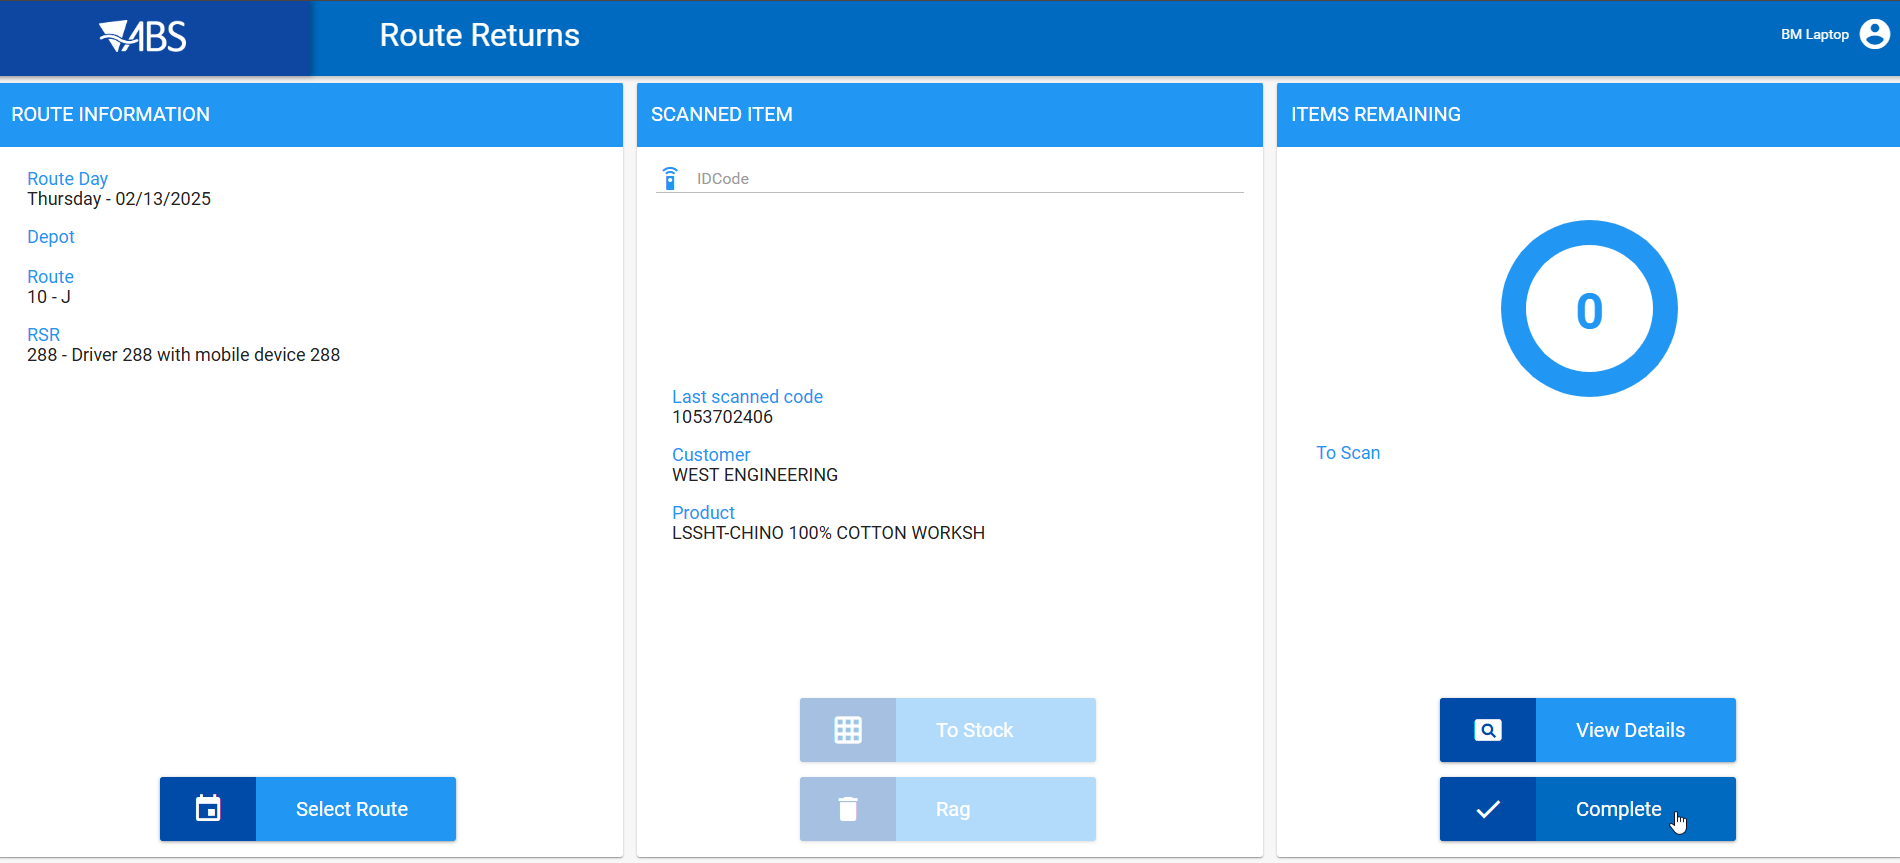 ABS
Route Returns
BM Laptop
ROUTE INFORMATION
Route Day
Thursday - 02/13/2025
Depot
Route
10 - J
RSR
288 - Driver 288 with mobile device 288
Select Route
SCANNED ITEM
IDCode
Last scanned code
1053702406
Customer
WEST ENGINEERING
Product
LSSHT-CHINO 100% COTTON WORKSH
To Stock
Rag
ITEMS REMAINING
0
To Scan
View Details
Complete